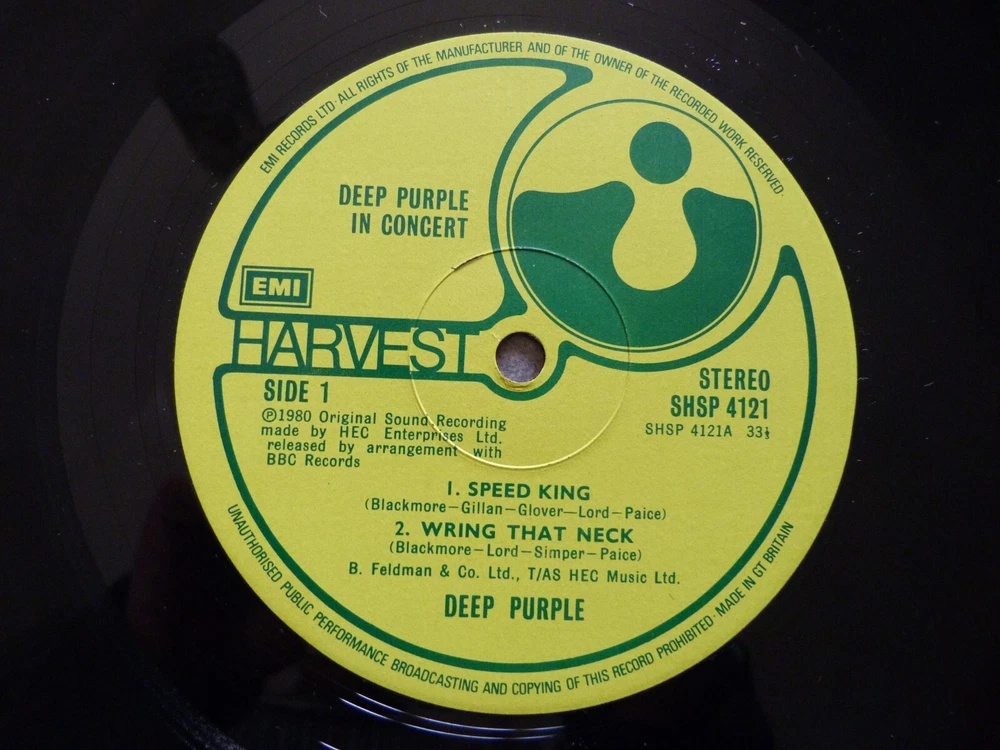 EMI RECORDS LTD·ALL RIGHTS OF THE MANUFACTURER AND OF THE OWNER OF THE RECORDED WORK RESERVED·
DEEP PURPLE
IN CONCERT
EMI
HARVEST
SIDE 1
℗1980 Original Sound Recording
made by HEC Enterprises Ltd.
released by arrangement with
BBC Records
STEREO
SHSP 4121
SHSP 4121A 33⅓
1. SPEED KING
(Blackmore—Gillan—Glover—Lord—Paice)
2. WRING THAT NECK
(Blackmore—Lord—Simper—Paice)
B. Feldman & Co. Ltd., T/AS HEC Music Ltd.
DEEP PURPLE
UNAUTHORISED PUBLIC PERFORMANCE BROADCASTING AND COPYING OF THIS RECORD PROHIBITED·MADE IN GT BRITAIN